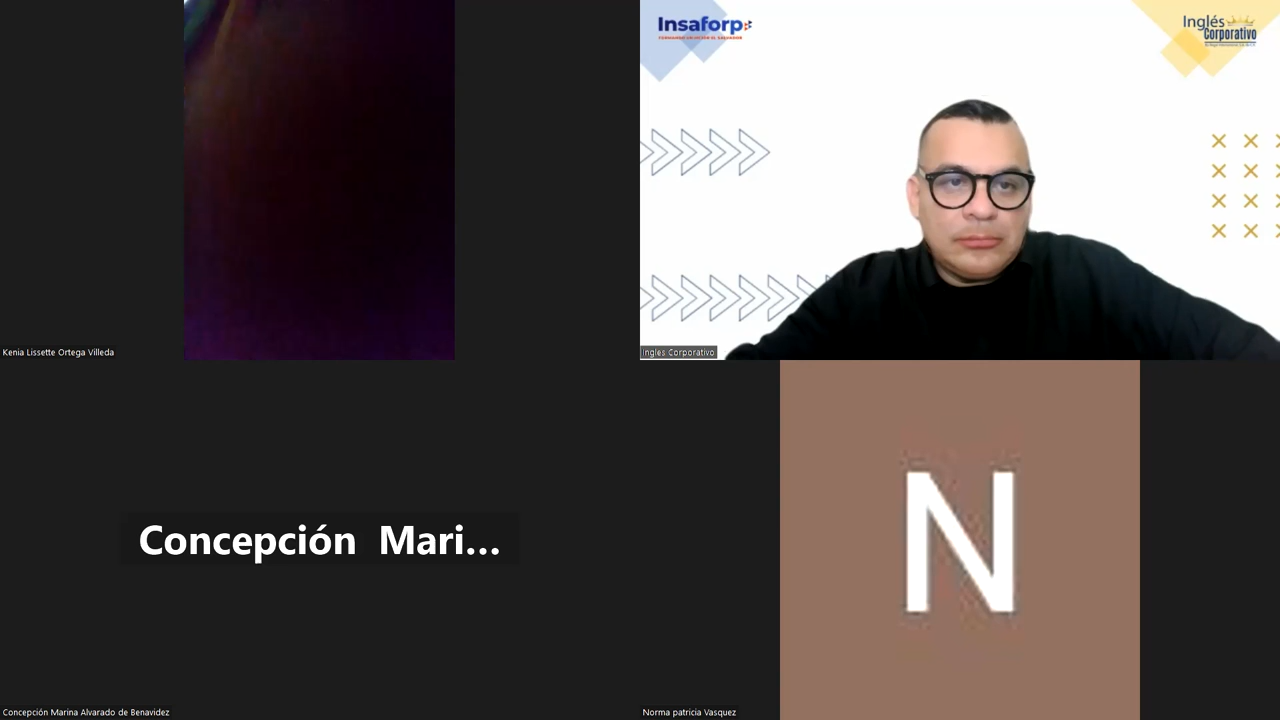 Insaforp
Inglés
Corporativo
Kenia Lissette Ortega Villeda
Ingles Corporativo
Concepción Mari...
N
Concepción Marina Alvarado de Benavidez
Norma patricia Vasquez